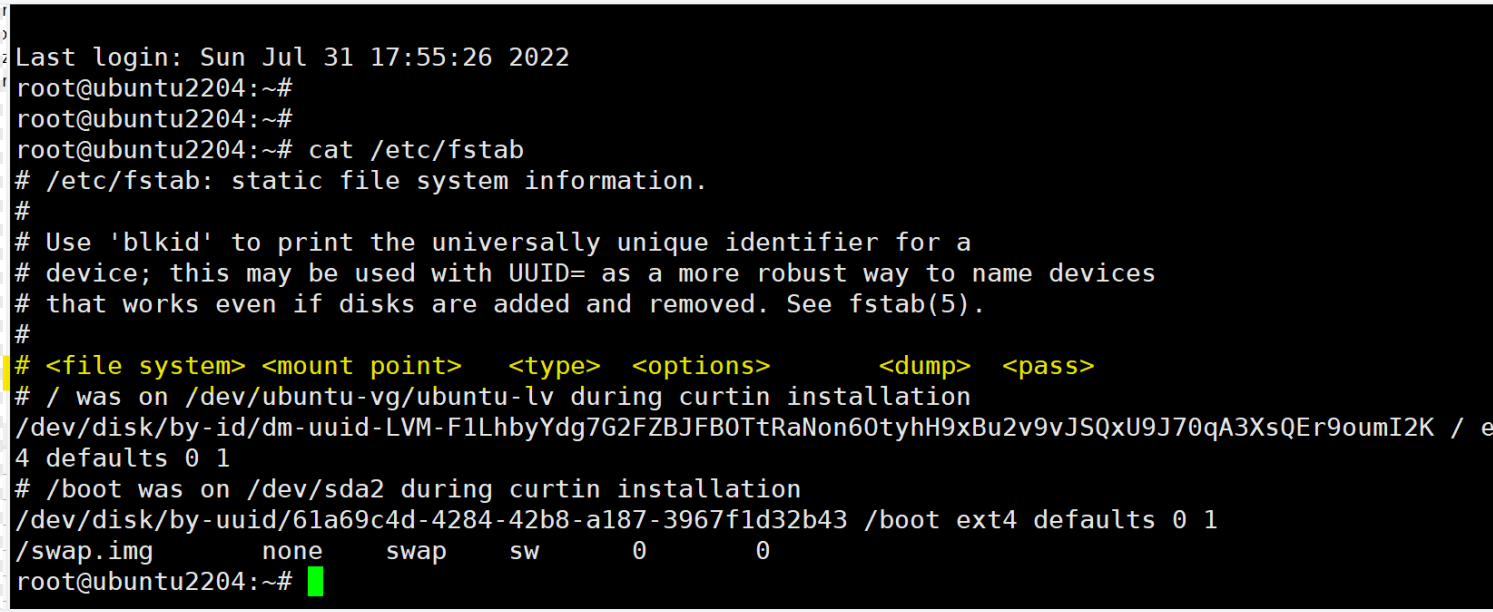 Last login: Sun Jul 31 17:55:26 2022
root@ubuntu2204:~#
root@ubuntu2204:~#
root@ubuntu2204:~# cat /etc/fstab
# /etc/fstab: static file system information.
#
# Use 'blkid' to print the universally unique identifier for a
# device; this may be used with UUID= as a more robust way to name devices
# that works even if disks are added and removed. See fstab(5).
#
# <file system> <mount point>   <type>  <options>       <dump>  <pass>
# / was on /dev/ubuntu-vg/ubuntu-lv during curtin installation
/dev/disk/by-id/dm-uuid-LVM-F1LhbyYdg7G2FZBJFBOTtRaNon6OtyhH9xBu2v9vJSQxU9J70qA3XsQEr9oumI2K / e
4 defaults 0 1
# /boot was on /dev/sda2 during curtin installation
/dev/disk/by-uuid/61a69c4d-4284-42b8-a187-3967f1d32b43 /boot ext4 defaults 0 1
/swap.img       none    swap    sw      0       0
root@ubuntu2204:~#